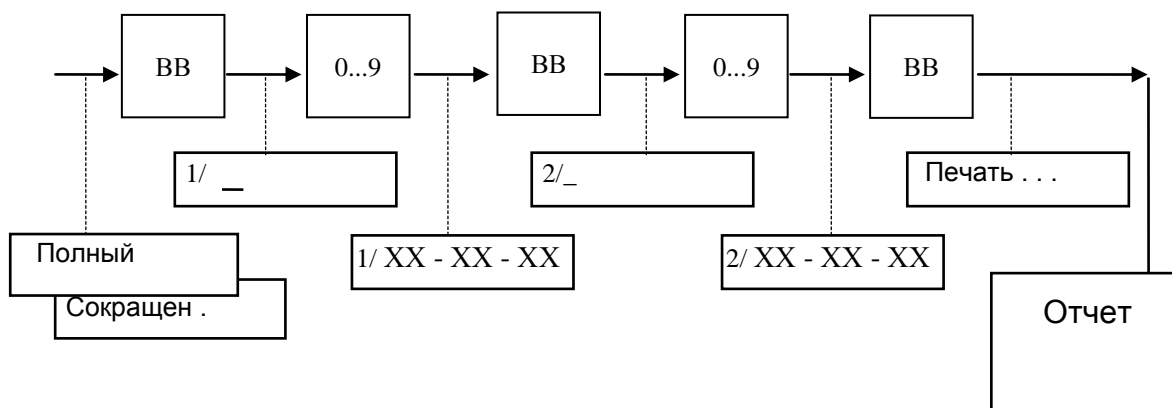 ВВ 0...9 ВВ 0...9 ВВ
1/ _ 2/_ Печать . . .
Полный 1/ XX - XX - XX 2/ XX - XX - XX
Сокращен .
Отчет